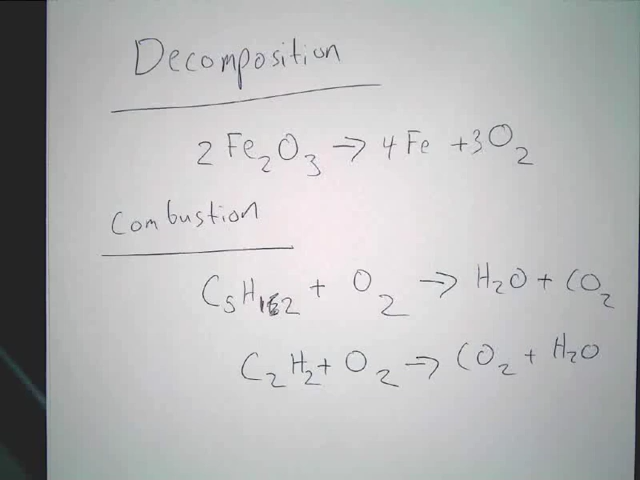 Decomposition
2 Fe₂O₃ → 4 Fe + 3O₂
Combustion
C₅H₁₂ + O₂ → H₂O + CO₂
C₂H₂ + O₂ → CO₂ + H₂O